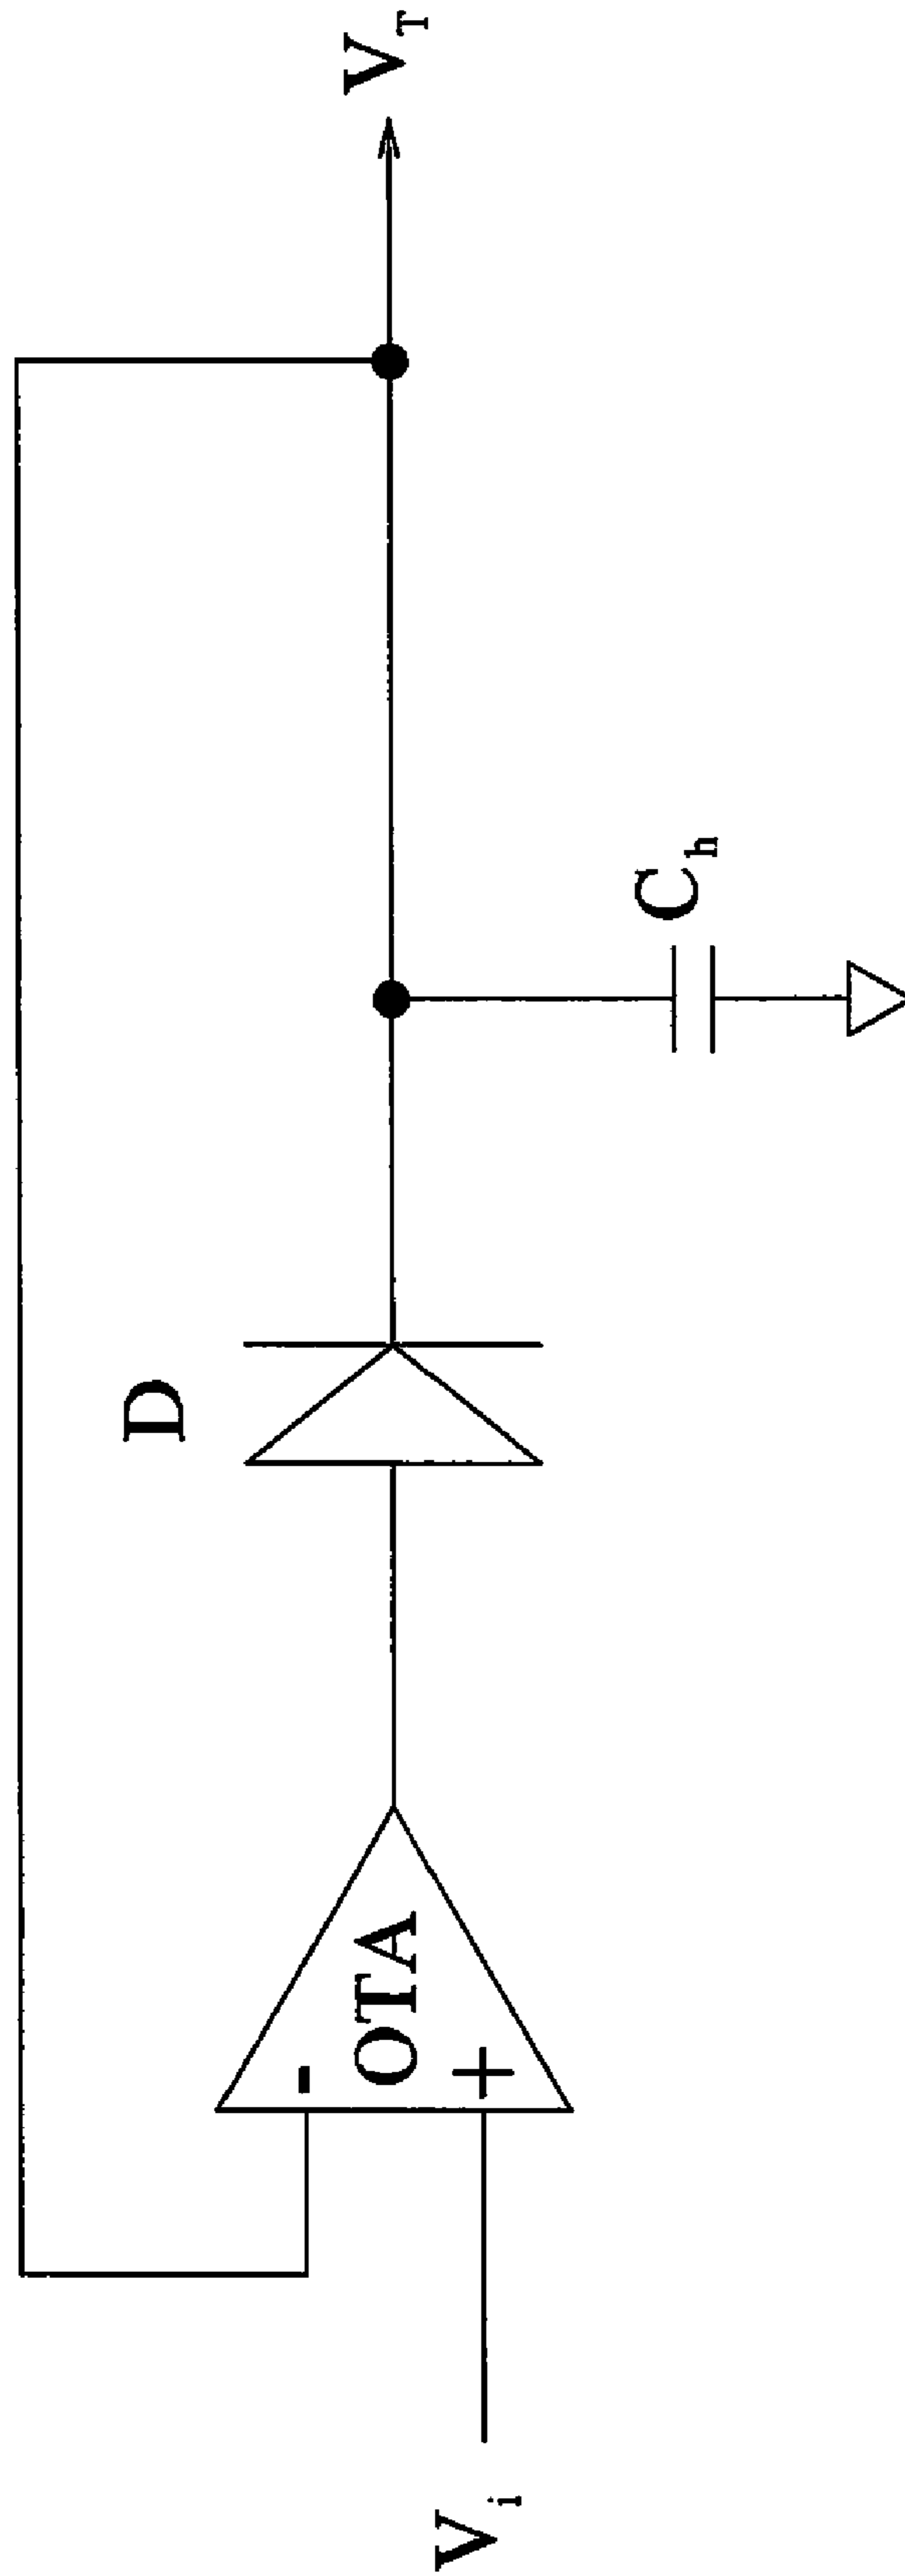 V_i
-
OTA
+
D
C_h
V_T